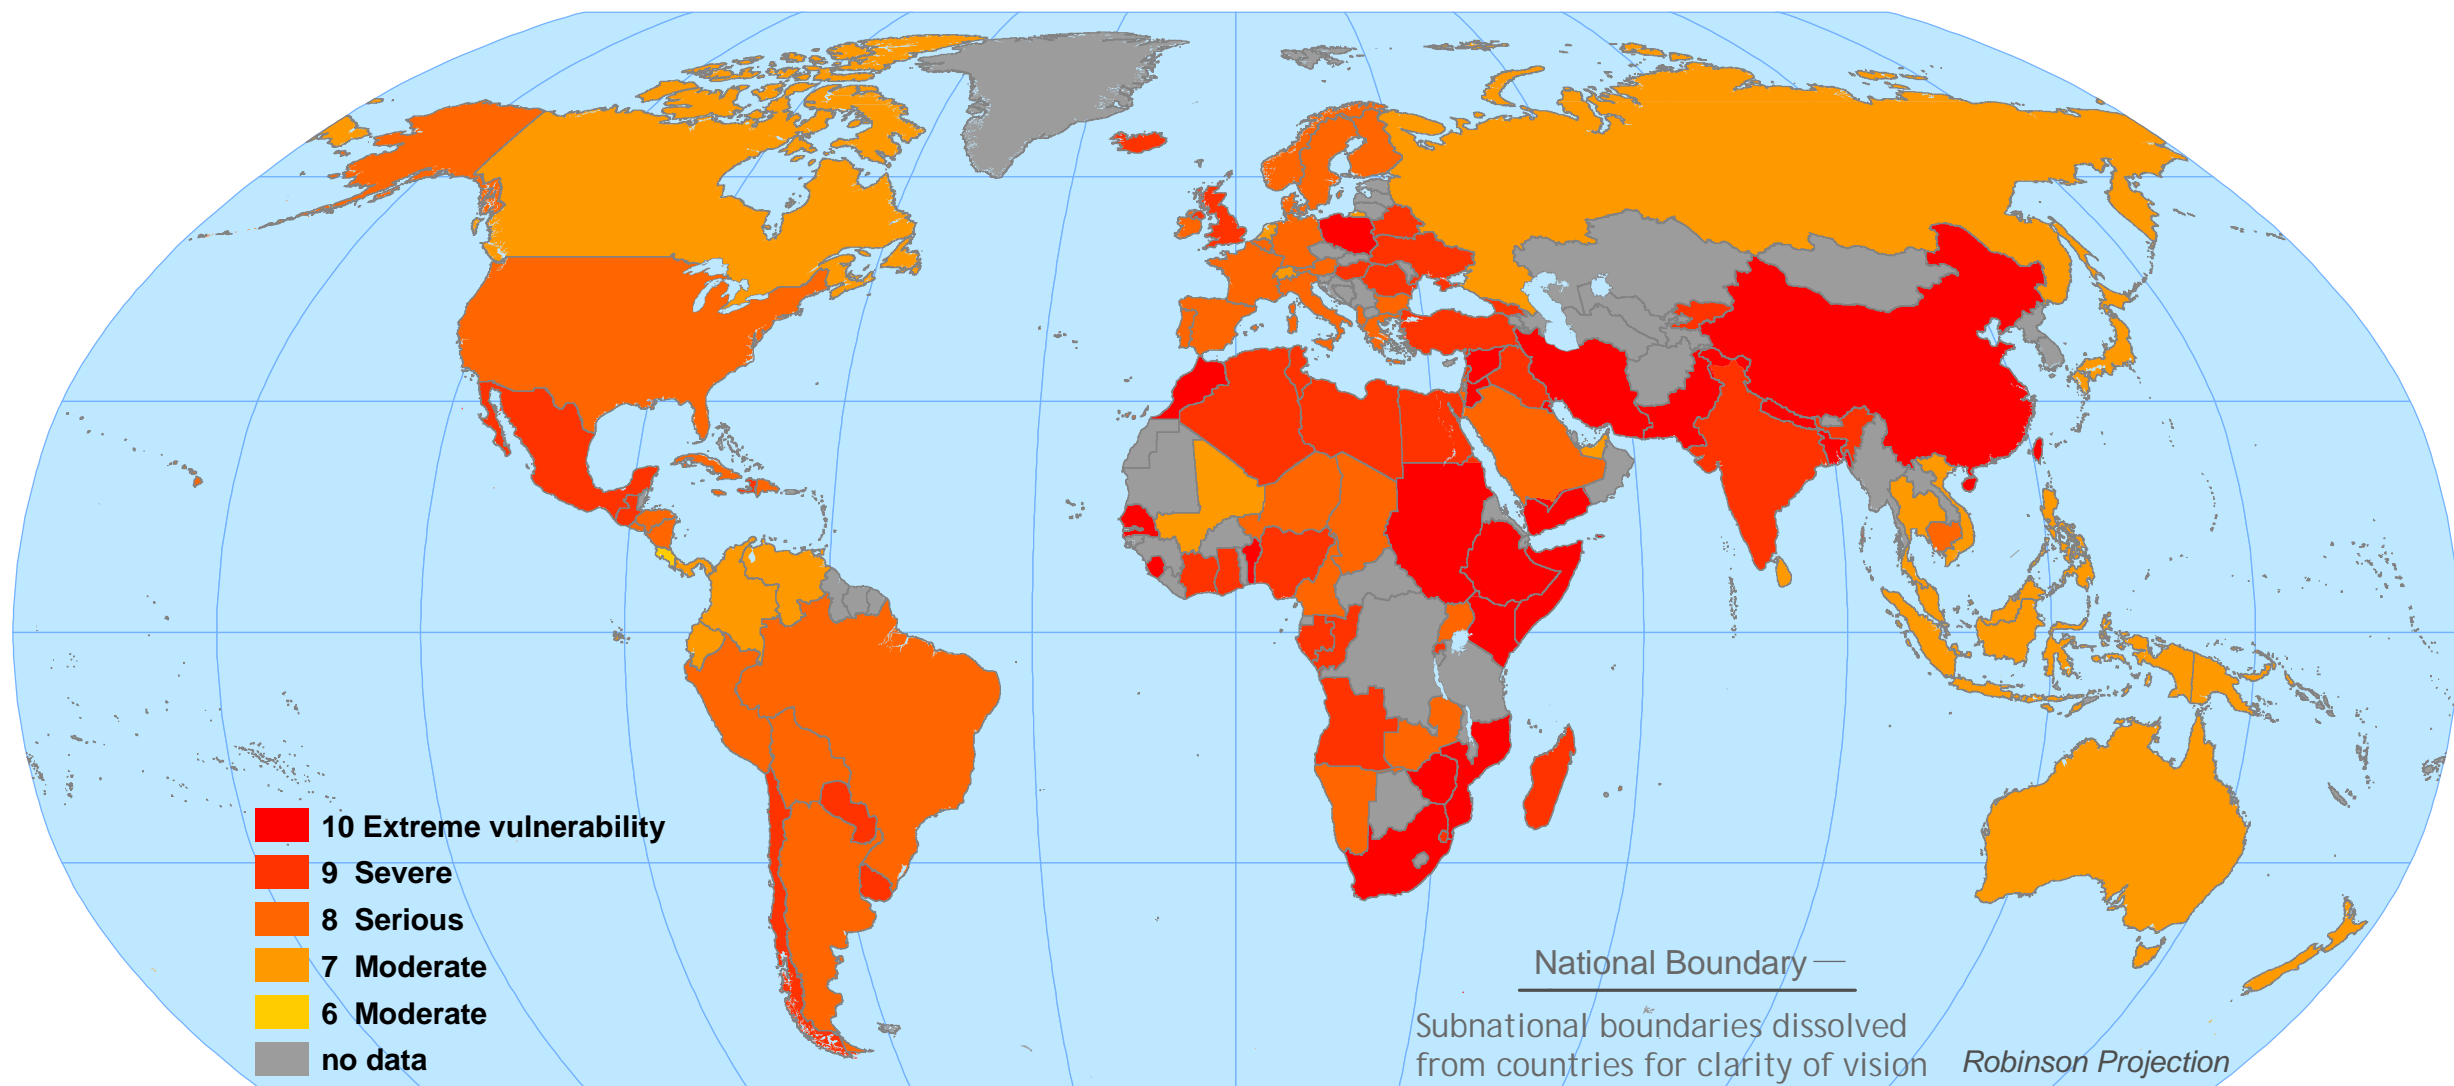 10 Extreme vulnerability
9 Severe
8 Serious
7 Moderate
6 Moderate
no data
National Boundary
Subnational boundaries dissolved
from countries for clarity of vision
Robinson Projection